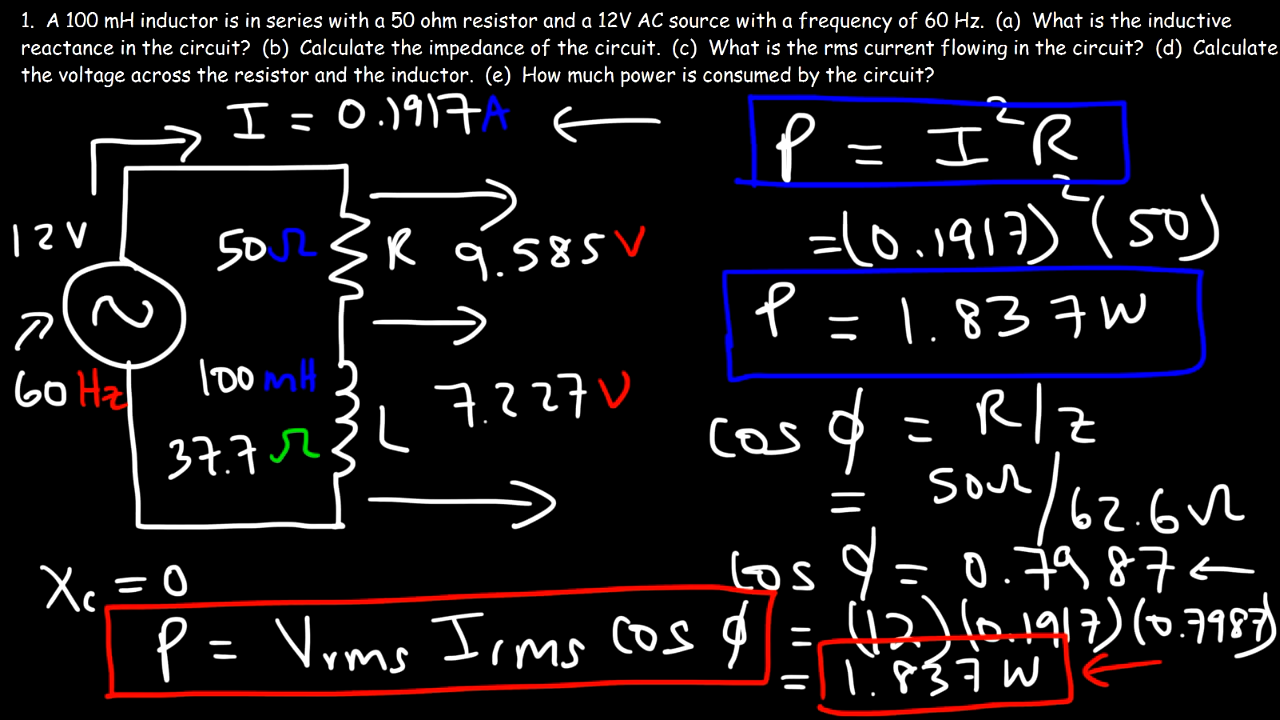 1. A 100 mH inductor is in series with a 50 ohm resistor and a 12V AC source with a frequency of 60 Hz. (a) What is the inductive
reactance in the circuit? (b) Calculate the impedance of the circuit. (c) What is the rms current flowing in the circuit? (d) Calculate
the voltage across the resistor and the inductor. (e) How much power is consumed by the circuit?
I = 0.1917A
12V
50Ω R 9.585V
60Hz
100mH
37.7Ω L 7.227V
Xc = 0
P = Vrms Irms cos ϕ
P = I²R
=(0.1917)²(50)
P = 1.837W
cos ϕ = R/z
= 50Ω/62.6Ω
cos ϕ = 0.7987
= (12)(0.1917)(0.7987)
= 1.837W